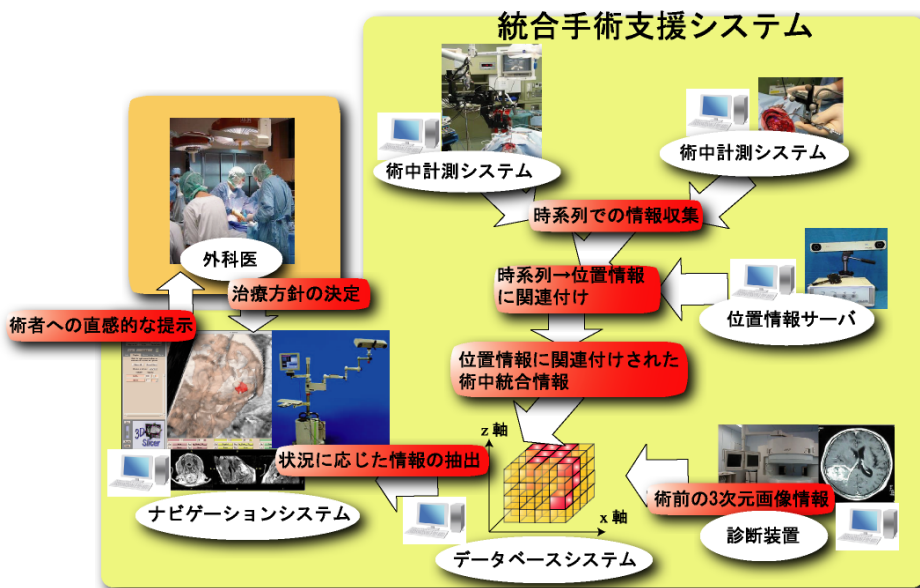 統合手術支援システム
術中計測システム
術中計測システム
時系列での情報収集
外科医
時系列→位置情報
に関連付け
治療方針の決定
位置情報サーバ
術者への直感的な提示
位置情報に関連付けされた
術中統合情報
z 軸
3D
Slicer
状況に応じた情報の抽出
術前の3次元画像情報
ナビゲーションシステム
x 軸
診断装置
データベースシステム